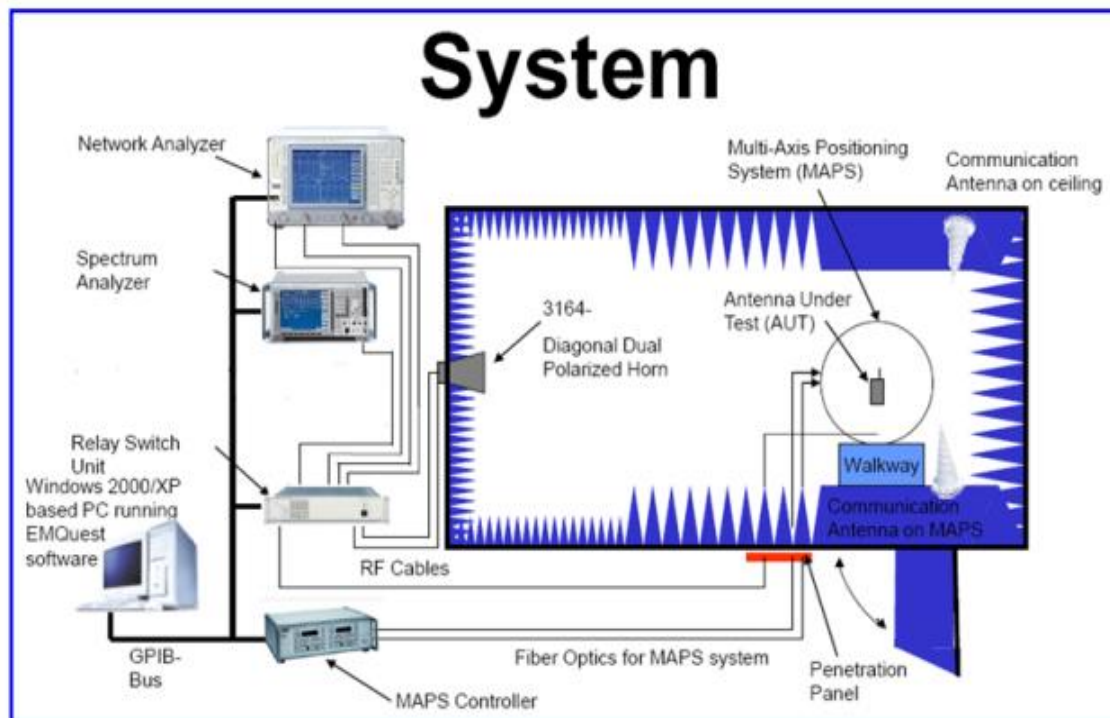 System
Network Analyzer
Multi-Axis Positioning
System (MAPS)
Communication
Antenna on ceiling
Spectrum
Analyzer
3164-
Diagonal Dual
Polarized Horn
Antenna Under
Test (AUT)
Relay Switch
Unit
Windows 2000/XP
based PC running
EMQuest
software
Walkway
Communication
Antenna on MAPS
RF Cables
GPIB-
Bus
MAPS Controller
Fiber Optics for MAPS system
Penetration
Panel